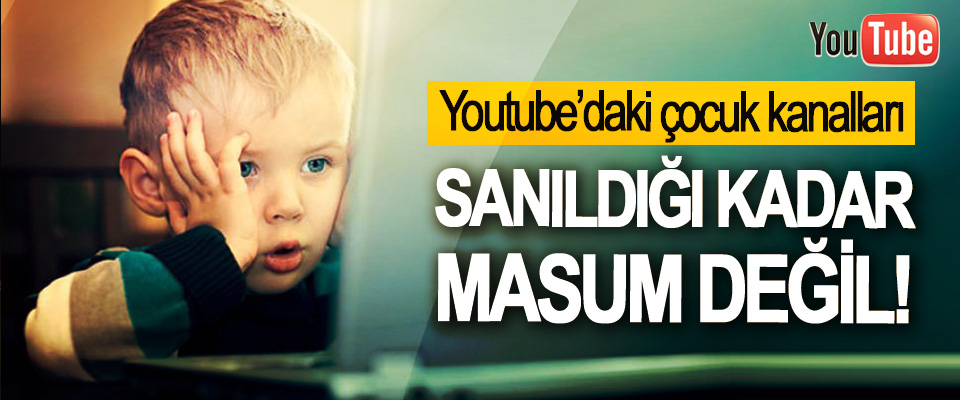 YouTube
Youtube'daki çocuk kanalları
SANILDIĞI KADAR
MASUM DEĞİL!